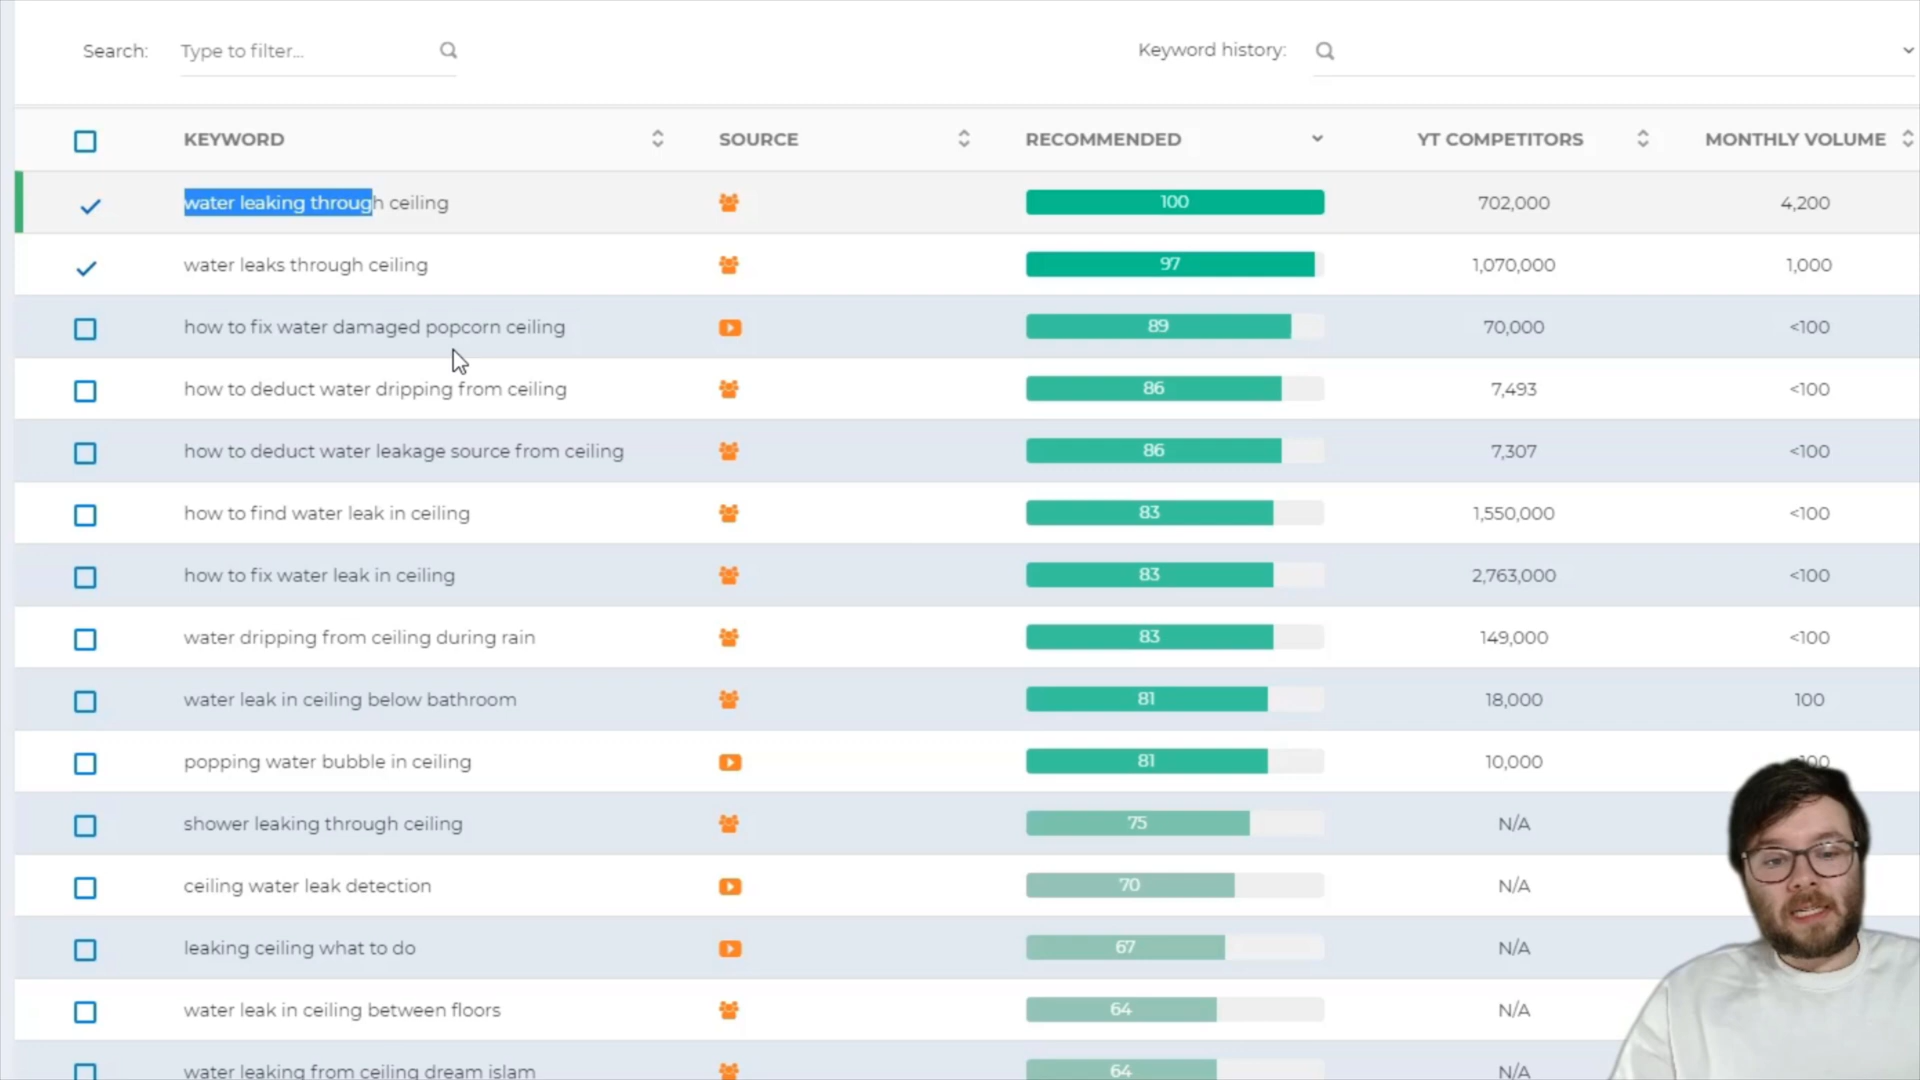 Search: Type to filter... Keyword history:
KEYWORD SOURCE RECOMMENDED YT COMPETITORS MONTHLY VOLUME
water leaking through ceiling 100 702,000 4,200
water leaks through ceiling 97 1,070,000 1,000
how to fix water damaged popcorn ceiling 89 70,000 <100
how to deduct water dripping from ceiling 86 7,493 <100
how to deduct water leakage source from ceiling 86 7,307 <100
how to find water leak in ceiling 83 1,550,000 <100
how to fix water leak in ceiling 83 2,763,000 <100
water dripping from ceiling during rain 83 149,000 <100
water leak in ceiling below bathroom 81 18,000 100
popping water bubble in ceiling 81 10,000
shower leaking through ceiling 75 N/A
ceiling water leak detection 70 N/A
leaking ceiling what to do 67 N/A
water leak in ceiling between floors 64 N/A
water leaking from ceiling dream islam 64 N/A